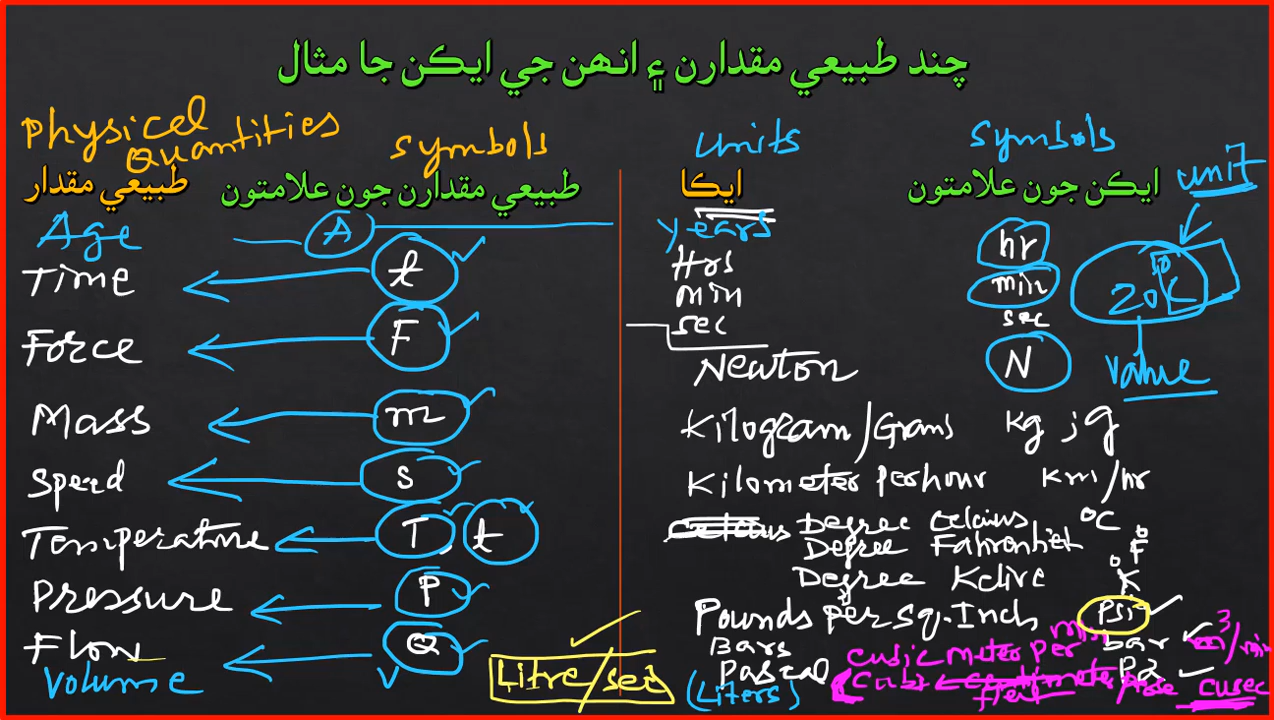 چند طبيعي مقدارن ۽ انهن جي ايڪن جا مثال
Physical Quantities Symbols Units Symbols
طبيعي مقدار طبيعي مقدارن جون علامتون ايڪا ايڪن جون علامتون unit
Age A years
Time t Hrs hr
Min min 20
sec sec
Force F Newton N value
Mass m Kilogram/Grams kg ; g
Speed s Kilometer Per hour Km/hr
Temperature T, t Degree Celcius °C
Degree Fahrenhiet °F
Degree Kelive °K
Pressure P Pounds per Sq. Inch Psi
Bars bar
Pascal Pa
Flow Q Litre/sec cubic meter per min m³/min
Volume (Liters) cusec